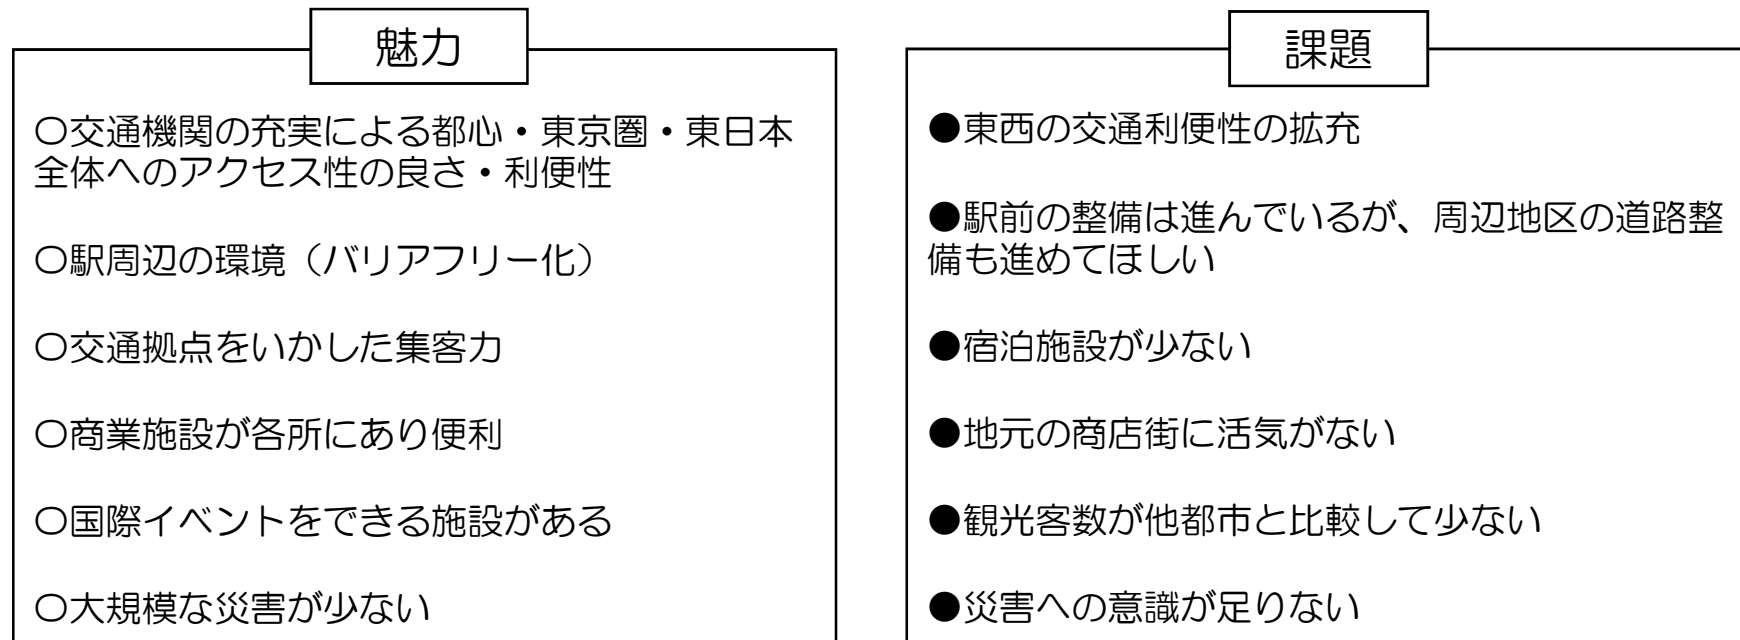 魅力
〇交通機関の充実による都心・東京圏・東日本
全体へのアクセス性の良さ・利便性
〇駅周辺の環境（バリアフリー化）
〇交通拠点をいかした集客力
〇商業施設が各所にあり便利
〇国際イベントをできる施設がある
〇大規模な災害が少ない
課題
●東西の交通利便性の拡充
●駅前の整備は進んでいるが、周辺地区の道路整
備も進めてほしい
●宿泊施設が少ない
●地元の商店街に活気がない
●観光客数が他都市と比較して少ない
●災害への意識が足りない